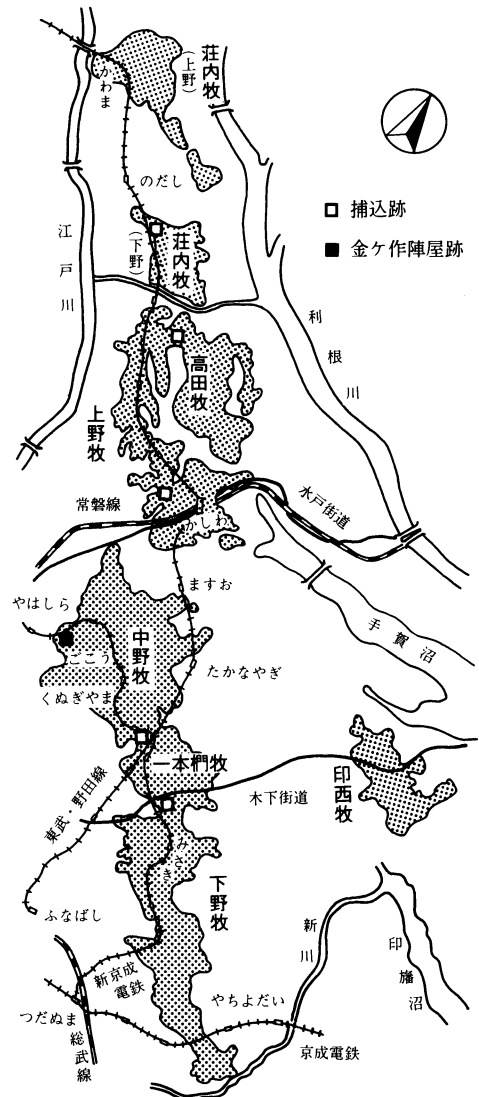 荘内牧
(上野)
かわま
のだし
□ 捕込跡
■ 金ケ作陣屋跡
荘内牧
(下野)
江戸川
利根川
高田牧
上野牧
常磐線
水戸街道
かしわ
ますお
手賀沼
やはしら
ごこう
中野牧
たかなやぎ
くぬぎやま
一本椚牧
印西牧
木下街道
東武・野田線
みさき
下野牧
ふなばし
新川
印旛沼
新京成
電鉄
やちよだい
つだぬま
総武線
京成電鉄